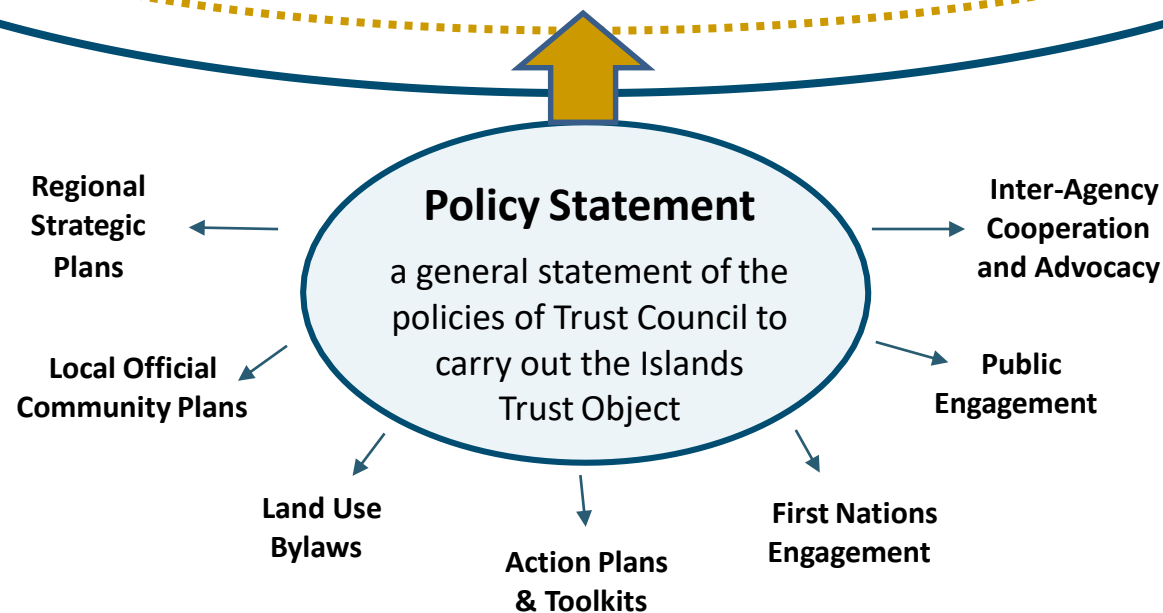 Policy Statement
a general statement of the
policies of Trust Council to
carry out the Islands
Trust Object
Regional
Strategic
Plans
Local Official
Community Plans
Land Use
Bylaws
Action Plans
& Toolkits
First Nations
Engagement
Public
Engagement
Inter-Agency
Cooperation
and Advocacy